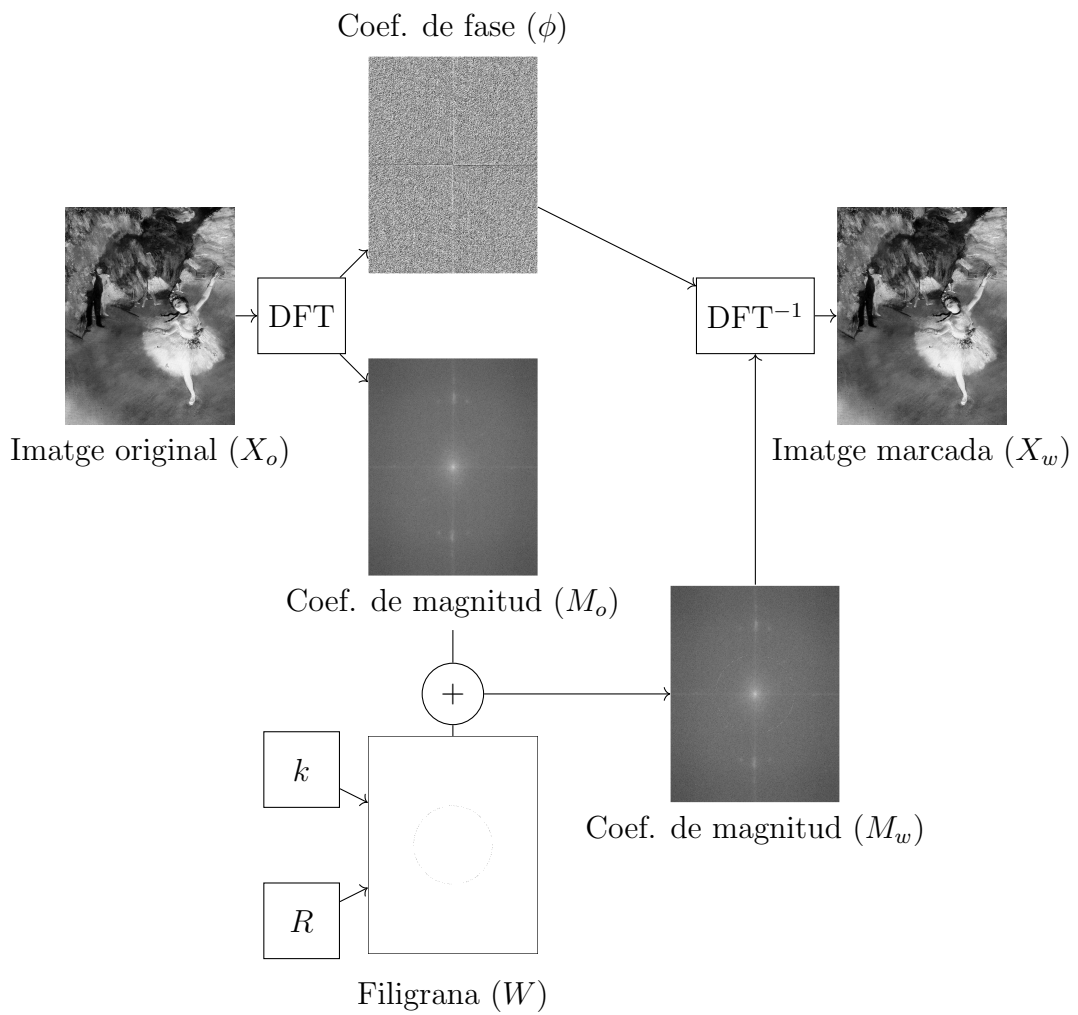 Coef. de fase (ϕ)
DFT
DFT⁻¹
Imatge original (Xₒ)
Imatge marcada (X_w)
Coef. de magnitud (Mₒ)
+
k
Coef. de magnitud (M_w)
R
Filigrana (W)